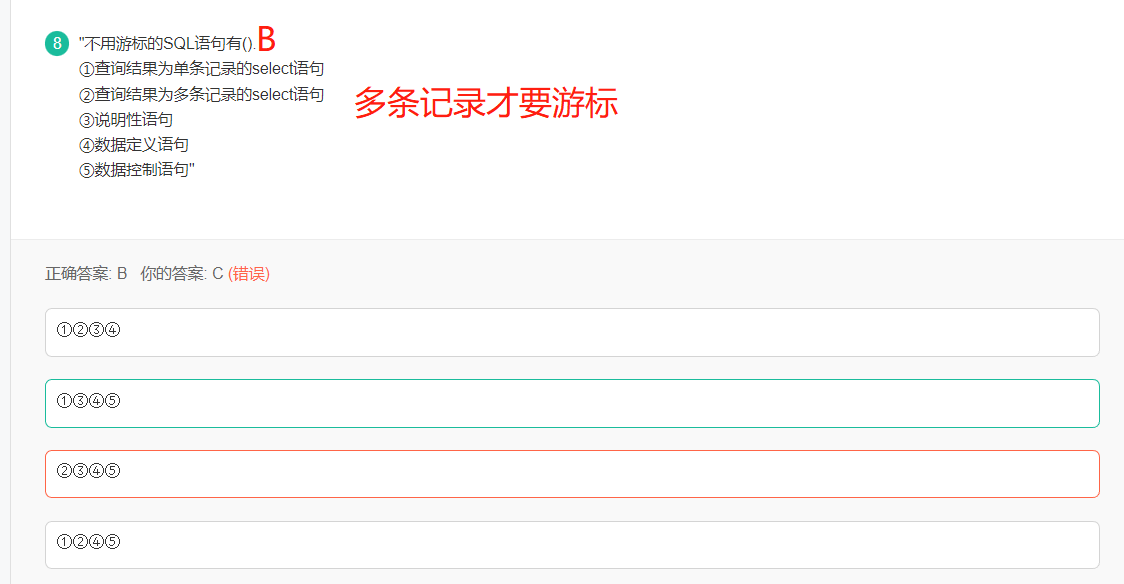 8 "不用游标的SQL语句有().B
①查询结果为单条记录的select语句
②查询结果为多条记录的select语句
多条记录才要游标
③说明性语句
④数据定义语句
⑤数据控制语句"
正确答案: B 你的答案: C (错误)
①②③④
①③④⑤
②③④⑤
①②④⑤